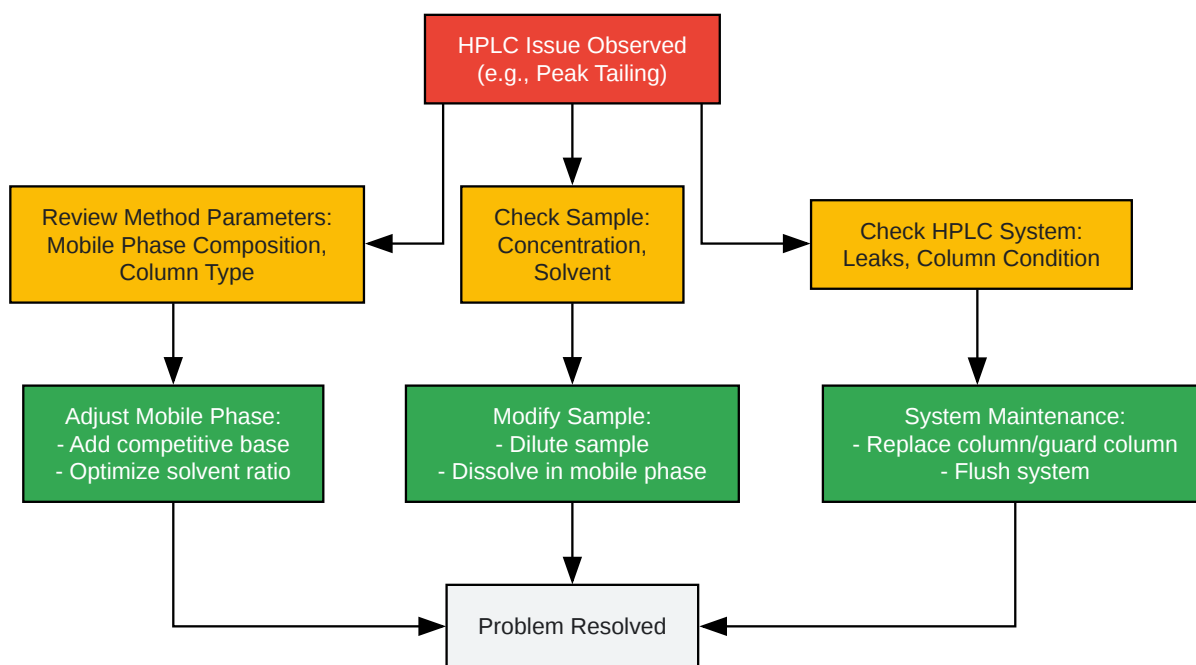 HPLC Issue Observed
(e.g., Peak Tailing)
Review Method Parameters:
Mobile Phase Composition,
Column Type
Check Sample:
Concentration,
Solvent
Check HPLC System:
Leaks, Column Condition
Adjust Mobile Phase:
- Add competitive base
- Optimize solvent ratio
Modify Sample:
- Dilute sample
- Dissolve in mobile phase
System Maintenance:
- Replace column/guard column
- Flush system
Problem Resolved